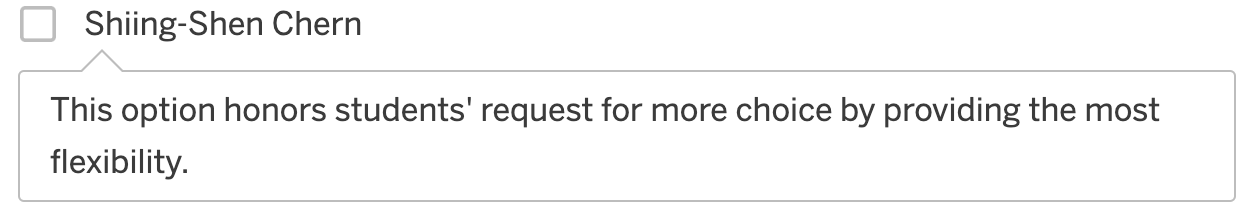 Shiing-Shen Chern
This option honors students' request for more choice by providing the most
flexibility.